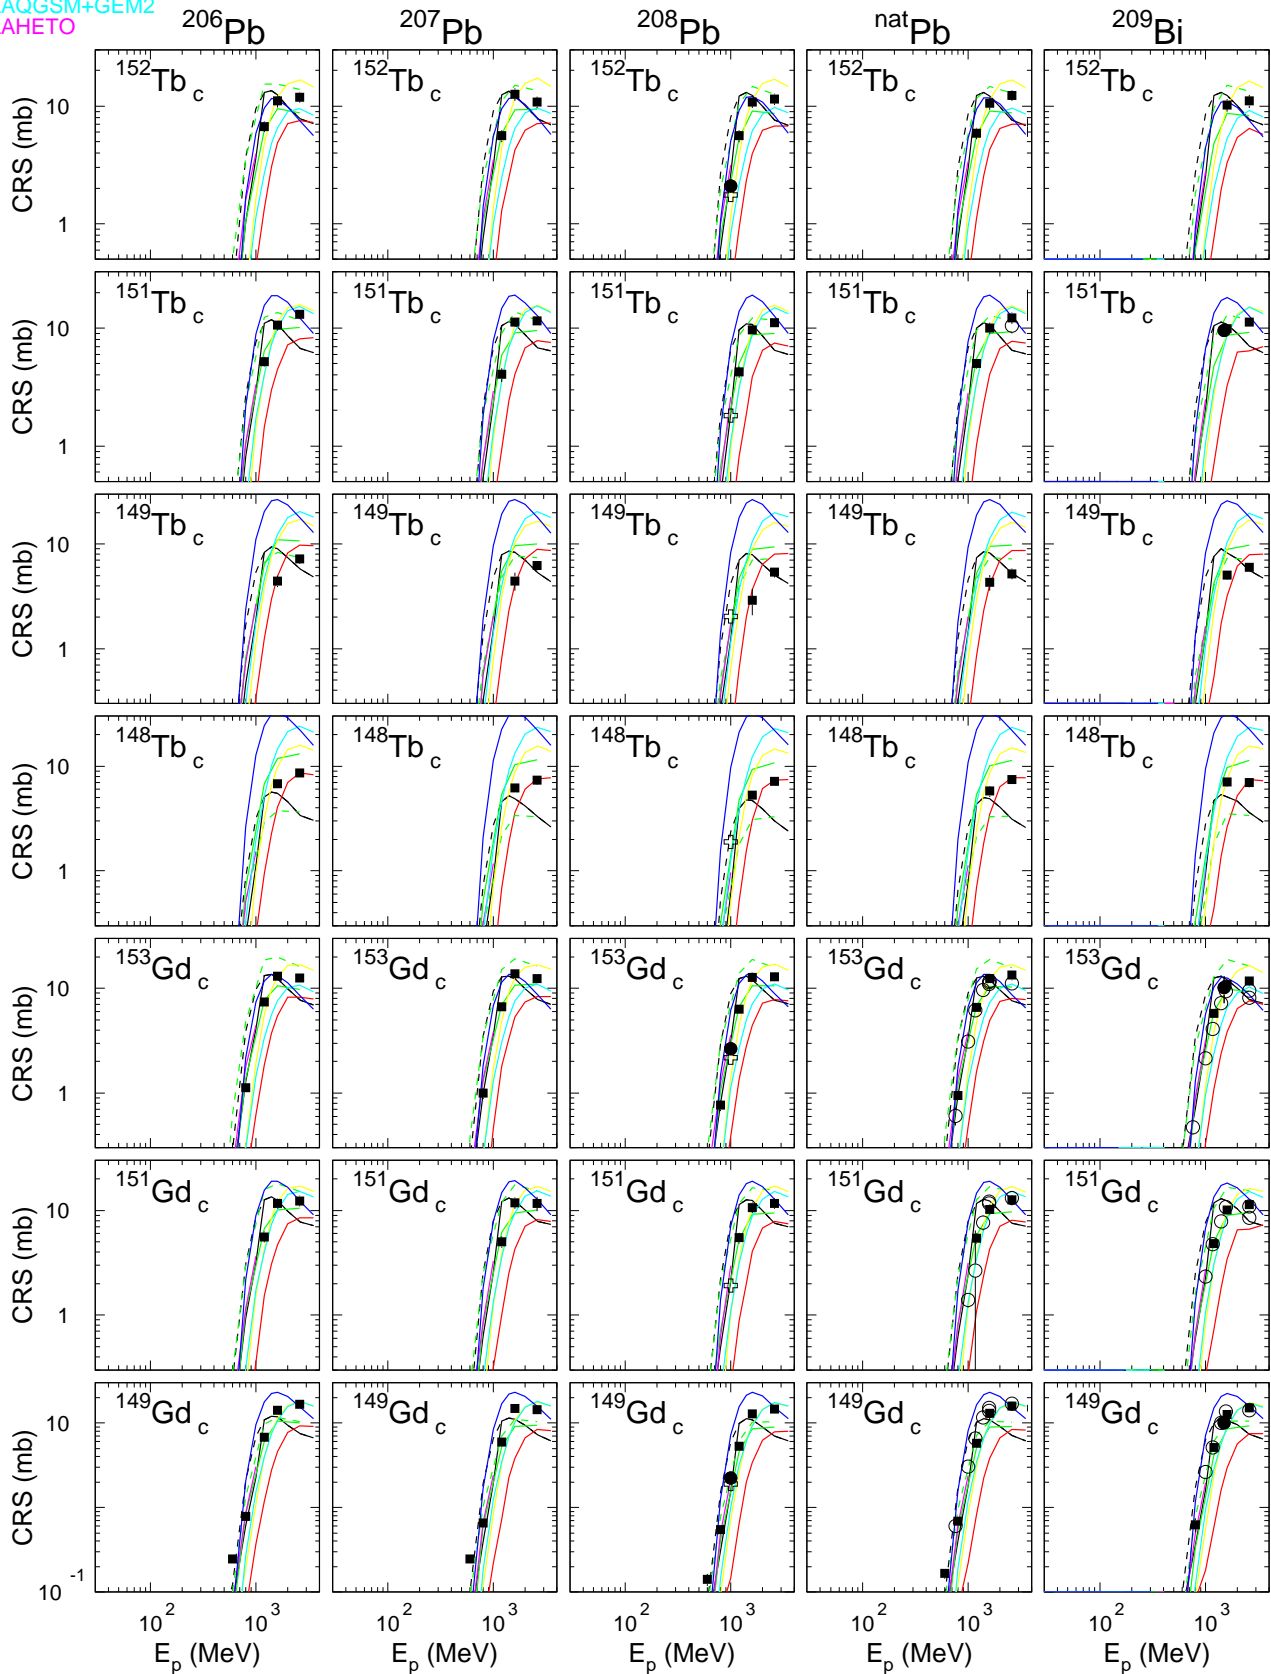 AQGSM+GEM2
AHETO
206Pb 207Pb 208Pb natPb 209Bi
CRS (mb) 10 1 152Tb c 152Tb c 152Tb c 152Tb c 152Tb c
CRS (mb) 10 1 151Tb c 151Tb c 151Tb c 151Tb c 151Tb c
CRS (mb) 10 1 149Tb c 149Tb c 149Tb c 149Tb c 149Tb c
CRS (mb) 10 1 148Tb c 148Tb c 148Tb c 148Tb c 148Tb c
CRS (mb) 10 1 153Gd c 153Gd c 153Gd c 153Gd c 153Gd c
CRS (mb) 10 1 151Gd c 151Gd c 151Gd c 151Gd c 151Gd c
CRS (mb) 10 10 -1 149Gd c 149Gd c 149Gd c 149Gd c 149Gd c
10 2 10 3 10 2 10 3 10 2 10 3 10 2 10 3 10 2 10 3
Ep (MeV) Ep (MeV) Ep (MeV) Ep (MeV) Ep (MeV)